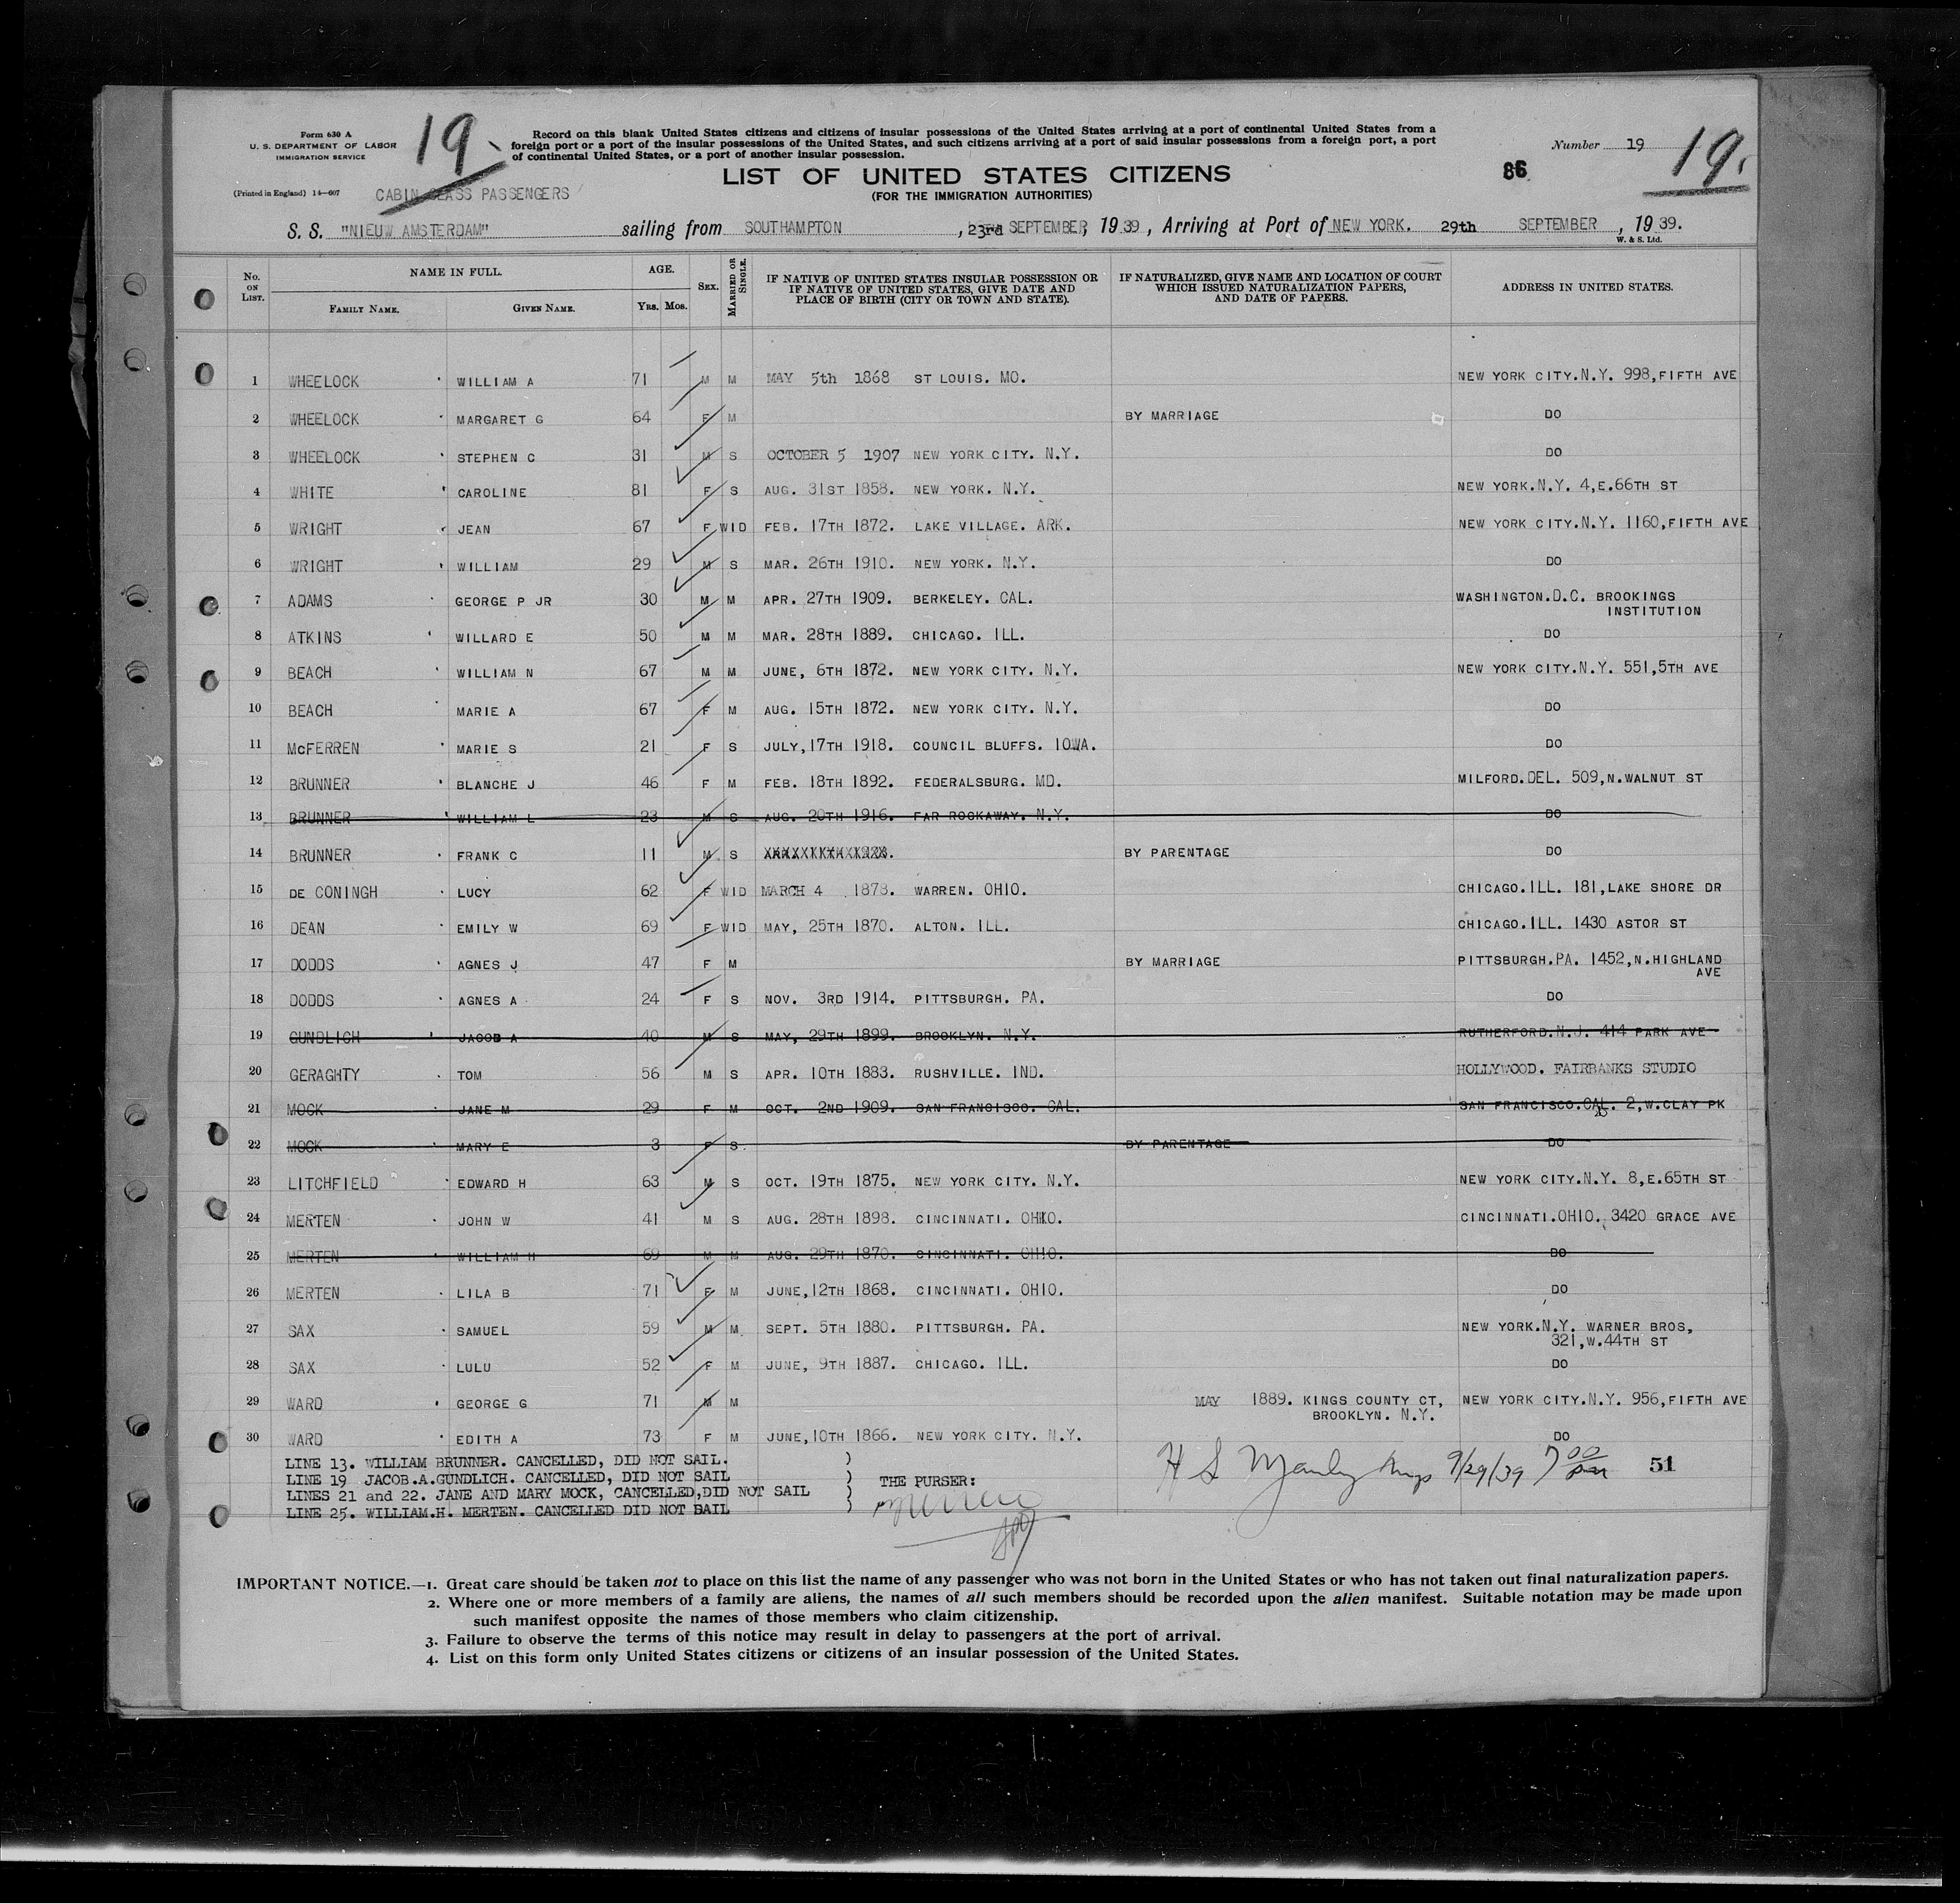 Form 630 A
U. S. DEPARTMENT OF LABOR
IMMIGRATION SERVICE
(Printed in England) 14—607
19.
CABIN CLASS PASSENGERS
Record on this blank United States citizens and citizens of insular possessions of the United States arriving at a port of continental United States from a
foreign port or a port of the insular possessions of the United States, and such citizens arriving at a port of said insular possessions from a foreign port, a port
of continental United States, or a port of another insular possession.
LIST OF UNITED STATES CITIZENS
(FOR THE IMMIGRATION AUTHORITIES)
86
Number 19
19.
S. S. "NIEUW AMSTERDAM" sailing from SOUTHAMPTON , 23rd SEPTEMBER, 19 39 , Arriving at Port of NEW YORK. 29th SEPTEMBER , 19 39.
W. & S. Ltd.
No. ON LIST. NAME IN FULL. FAMILY NAME. GIVEN NAME. AGE. YRS. MOS. SEX. MARRIED OR SINGLE. IF NATIVE OF UNITED STATES INSULAR POSSESSION OR IF NATIVE OF UNITED STATES, GIVE DATE AND PLACE OF BIRTH (CITY OR TOWN AND STATE). IF NATURALIZED, GIVE NAME AND LOCATION OF COURT WHICH ISSUED NATURALIZATION PAPERS, AND DATE OF PAPERS. ADDRESS IN UNITED STATES.
1 WHEELOCK WILLIAM A 71 M M MAY 5th 1868 ST LOUIS. MO. NEW YORK CITY.N.Y. 998,FIFTH AVE
2 WHEELOCK MARGARET G 64 F M BY MARRIAGE DO
3 WHEELOCK STEPHEN C 31 M S OCTOBER 5 1907 NEW YORK CITY. N.Y. DO
4 WHITE CAROLINE 81 F S AUG. 31ST 1858. NEW YORK. N.Y. NEW YORK.N.Y. 4,E.66TH ST
5 WRIGHT JEAN 67 F WID FEB. 17TH 1872. LAKE VILLAGE. ARK. NEW YORK CITY.N.Y. 1160,FIFTH AVE
6 WRIGHT WILLIAM 29 M S MAR. 26TH 1910. NEW YORK. N.Y. DO
7 ADAMS GEORGE P JR 30 M M APR. 27TH 1909. BERKELEY. CAL. WASHINGTON.D.C. BROOKINGS
INSTITUTION
8 ATKINS WILLARD E 50 M M MAR. 28TH 1889. CHICAGO. ILL. DO
9 BEACH WILLIAM N 67 M M JUNE, 6TH 1872. NEW YORK CITY. N.Y. NEW YORK CITY.N.Y. 551,5TH AVE
10 BEACH MARIE A 67 F M AUG. 15TH 1872. NEW YORK CITY. N.Y. DO
11 McFERREN MARIE S 21 F S JULY,17TH 1918. COUNCIL BLUFFS. IOWA. DO
12 BRUNNER BLANCHE J 46 F M FEB. 18TH 1892. FEDERALSBURG. MD. MILFORD.DEL. 509,N.WALNUT ST
13 BRUNNER WILLIAM L 23 M S AUG. 20TH 1916. FAR ROCKAWAY. N.Y. DO
14 BRUNNER FRANK C 11 M S BY PARENTAGE DO
15 DE CONINGH LUCY 62 F WID MARCH 4 1878. WARREN. OHIO. CHICAGO.ILL. 181,LAKE SHORE DR
16 DEAN EMILY W 69 F WID MAY, 25TH 1870. ALTON. ILL. CHICAGO.ILL. 1430 ASTOR ST
17 DODDS AGNES J 47 F M BY MARRIAGE PITTSBURGH.PA. 1452,N.HIGHLAND
AVE
18 DODDS AGNES A 24 F S NOV. 3RD 1914. PITTSBURGH. PA. DO
19 GUNDLICH JACOB A 40 M S MAY, 29TH 1899. BROOKLYN. N.Y. RUTHERFORD.N.J. 414 PARK AVE
20 GERAGHTY TOM 56 M S APR. 10TH 1883. RUSHVILLE. IND. HOLLYWOOD. FAIRBANKS STUDIO
21 MOCK JANE M 29 F M OCT. 2ND 1909. SAN FRANCISCO. CAL. SAN FRANCISCO.CAL. 2,W.CLAY PK
22 MOCK MARY E 3 F S BY PARENTAGE DO
23 LITCHFIELD EDWARD H 63 M S OCT. 19TH 1875. NEW YORK CITY. N.Y. NEW YORK CITY.N.Y. 8,E.65TH ST
24 MERTEN JOHN W 41 M S AUG. 28TH 1898. CINCINNATI. OHIO. CINCINNATI.OHIO. 3420 GRACE AVE
25 MERTEN WILLIAM H 69 M M AUG. 29TH 1870. CINCINNATI. OHIO. DO
26 MERTEN LILA B 71 F M JUNE,12TH 1868. CINCINNATI. OHIO. DO
27 SAX SAMUEL 59 M M SEPT. 5TH 1880. PITTSBURGH. PA. NEW YORK.N.Y. WARNER BROS,
321,W.44TH ST
28 SAX LULU 52 F M JUNE, 9TH 1887. CHICAGO. ILL. DO
29 WARD GEORGE G 71 M M MAY 1889. KINGS COUNTY CT, NEW YORK CITY.N.Y. 956,FIFTH AVE
BROOKLYN. N.Y.
30 WARD EDITH A 73 F M JUNE,10TH 1866. NEW YORK CITY. N.Y. DO
LINE 13. WILLIAM BRUNNER. CANCELLED, DID NOT SAIL.
LINE 19 JACOB.A.GUNDLICH. CANCELLED, DID NOT SAIL
LINES 21 and 22. JANE AND MARY MOCK, CANCELLED,DID NOT SAIL
LINE 25. WILLIAM.H. MERTEN. CANCELLED DID NOT SAIL
THE PURSER:
H S Manley Insp 9/29/39 7 00 pm 51
IMPORTANT NOTICE.—1. Great care should be taken not to place on this list the name of any passenger who was not born in the United States or who has not taken out final naturalization papers.
2. Where one or more members of a family are aliens, the names of all such members should be recorded upon the alien manifest. Suitable notation may be made upon
such manifest opposite the names of those members who claim citizenship.
3. Failure to observe the terms of this notice may result in delay to passengers at the port of arrival.
4. List on this form only United States citizens or citizens of an insular possession of the United States.